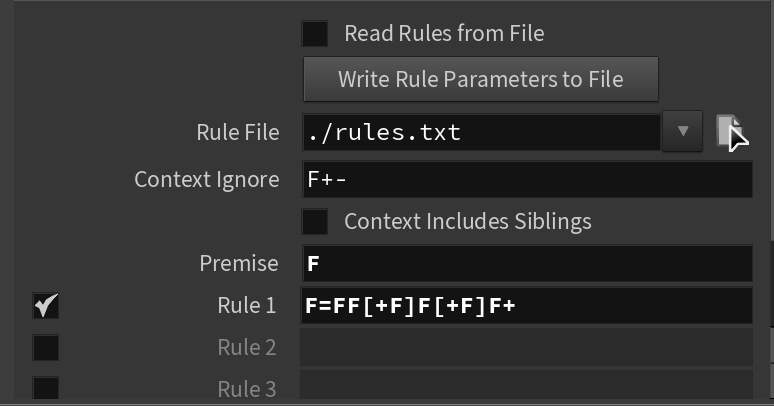 Read Rules from File
Write Rule Parameters to File
Rule File ./rules.txt
Context Ignore F+-
Context Includes Siblings
Premise F
Rule 1 F=FF[+F]F[+F]F+
Rule 2
Rule 3